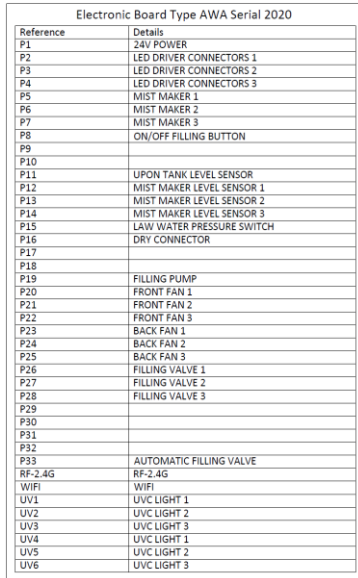 Electronic Board Type AWA Serial 2020
Reference Details
P1 24V POWER
P2 LED DRIVER CONNECTORS 1
P3 LED DRIVER CONNECTORS 2
P4 LED DRIVER CONNECTORS 3
P5 MIST MAKER 1
P6 MIST MAKER 2
P7 MIST MAKER 3
P8 ON/OFF FILLING BUTTON
P9
P10
P11 UPON TANK LEVEL SENSOR
P12 MIST MAKER LEVEL SENSOR 1
P13 MIST MAKER LEVEL SENSOR 2
P14 MIST MAKER LEVEL SENSOR 3
P15 LAW WATER PRESSURE SWITCH
P16 DRY CONNECTOR
P17
P18
P19 FILLING PUMP
P20 FRONT FAN 1
P21 FRONT FAN 2
P22 FRONT FAN 3
P23 BACK FAN 1
P24 BACK FAN 2
P25 BACK FAN 3
P26 FILLING VALVE 1
P27 FILLING VALVE 2
P28 FILLING VALVE 3
P29
P30
P31
P32
P33 AUTOMATIC FILLING VALVE
RF-2.4G RF-2.4G
WIFI WIFI
UV1 UVC LIGHT 1
UV2 UVC LIGHT 2
UV3 UVC LIGHT 3
UV4 UVC LIGHT 1
UV5 UVC LIGHT 2
UV6 UVC LIGHT 3